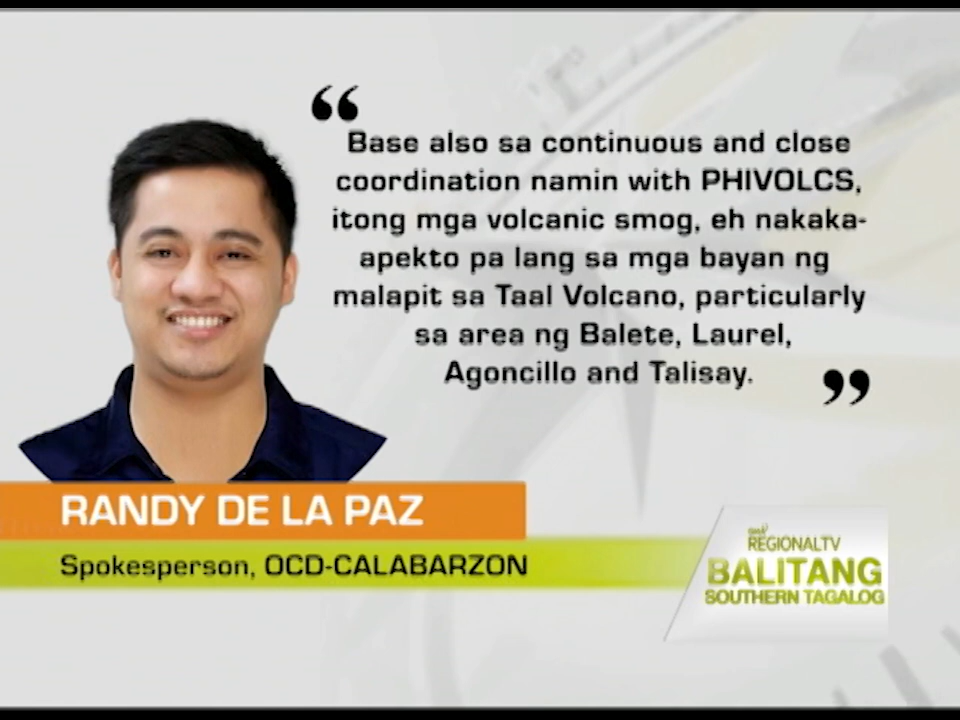 “
Base also sa continuous and close
coordination namin with PHIVOLCS,
itong mga volcanic smog, eh nakaka-
apekto pa lang sa mga bayan ng
malapit sa Taal Volcano, particularly
sa area ng Balete, Laurel,
Agoncillo and Talisay.
”
RANDY DE LA PAZ
Spokesperson, OCD-CALABARZON
REGIONALTV
BALITANG
SOUTHERN TAGALOG